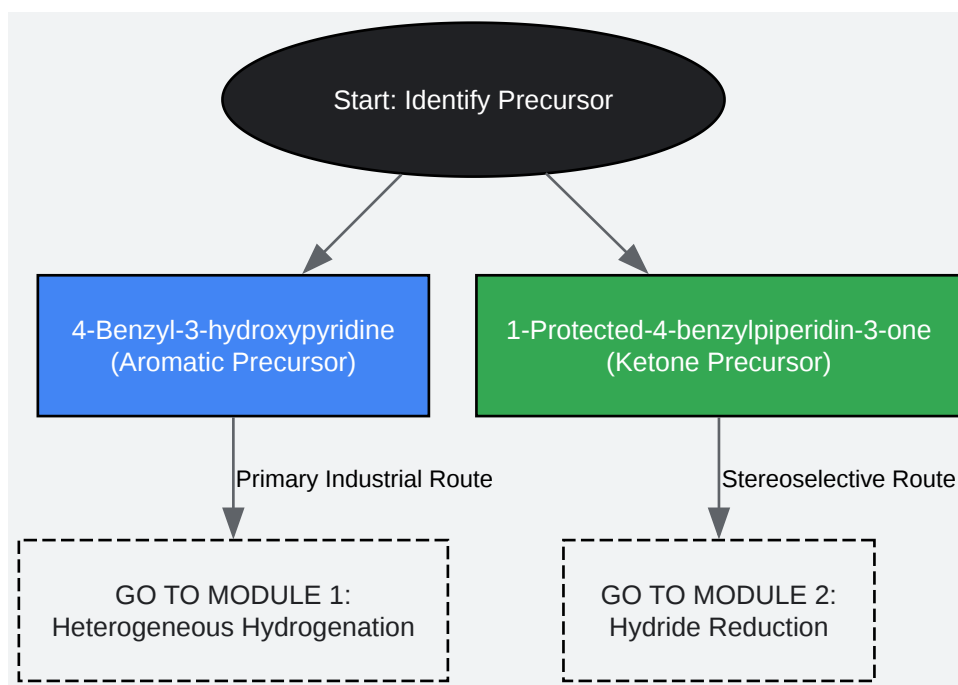 Start: Identify Precursor
4-Benzyl-3-hydroxypyridine
(Aromatic Precursor)
1-Protected-4-benzylpiperidin-3-one
(Ketone Precursor)
Primary Industrial Route
Stereoselective Route
GO TO MODULE 1:
Heterogeneous Hydrogenation
GO TO MODULE 2:
Hydride Reduction